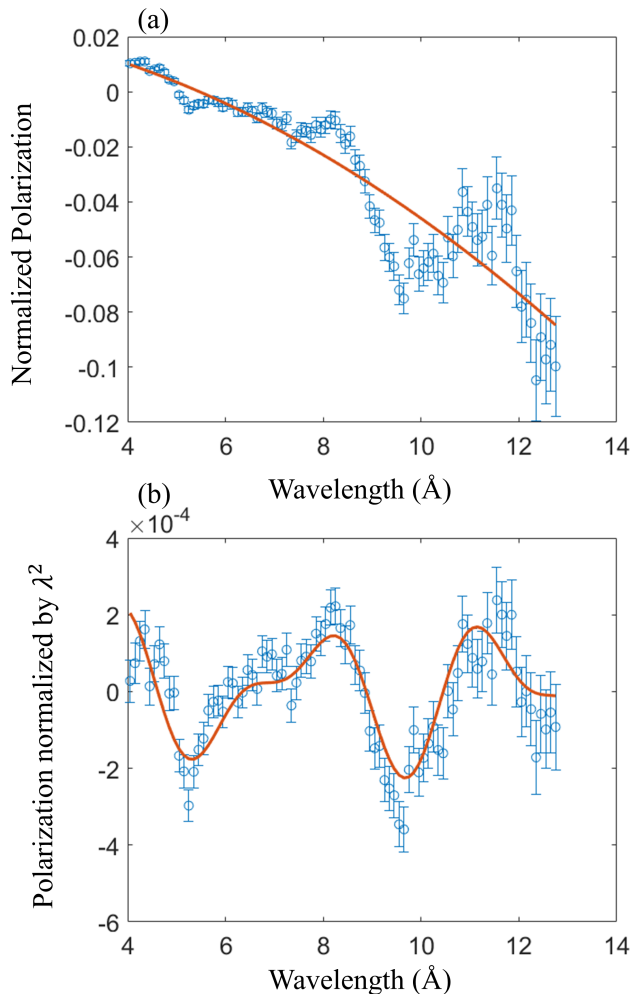 (a)
0.02
0
-0.02
-0.04
-0.06
-0.08
-0.1
-0.12
Normalized Polarization
4 6 8 10 12 14
Wavelength (Å)
(b)
×10⁻⁴
4
2
0
-2
-4
-6
Polarization normalized by λ²
4 6 8 10 12 14
Wavelength (Å)